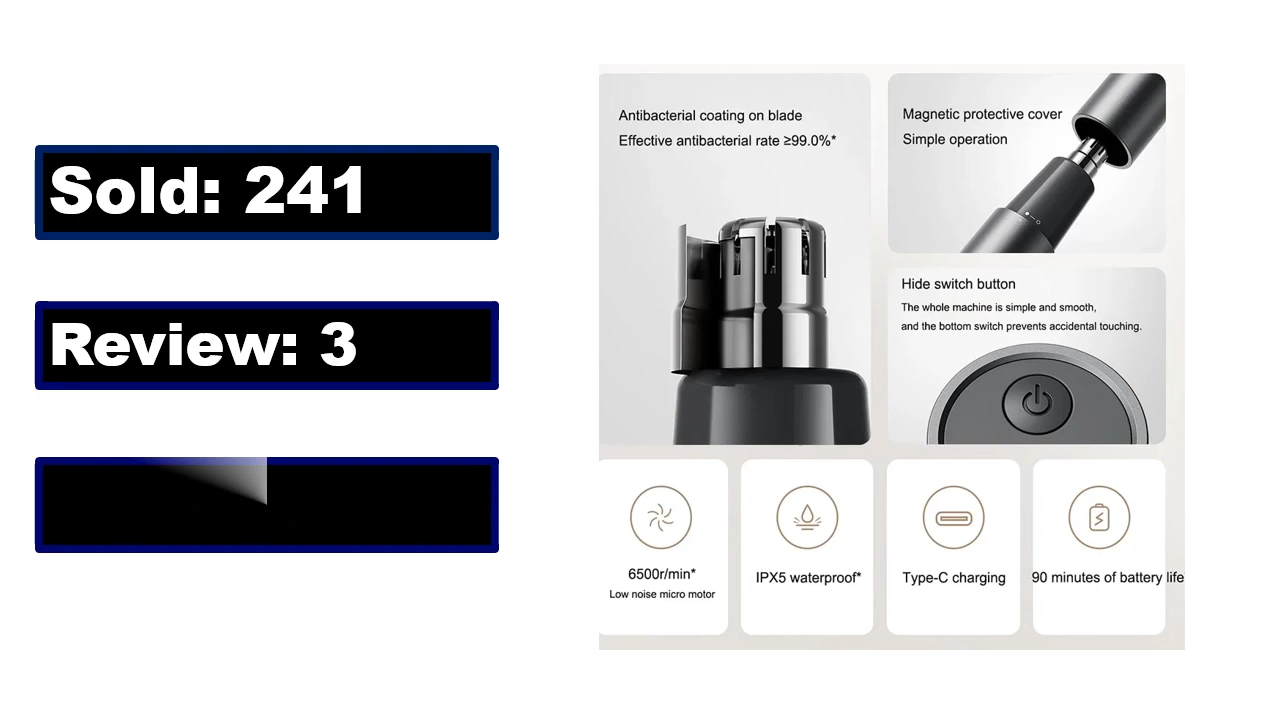 Sold: 241
Review: 3
Antibacterial coating on blade
Effective antibacterial rate ≥99.0%*
Magnetic protective cover
Simple operation
Hide switch button
The whole machine is simple and smooth,
and the bottom switch prevents accidental touching.
6500r/min*
Low noise micro motor
IPX5 waterproof*
Type-C charging
90 minutes of battery life